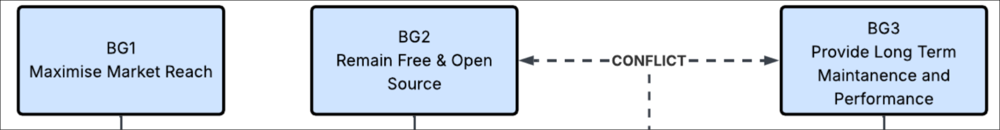 BG1
Maximise Market Reach
BG2
Remain Free & Open
Source
CONFLICT
BG3
Provide Long Term
Maintanence and
Performance